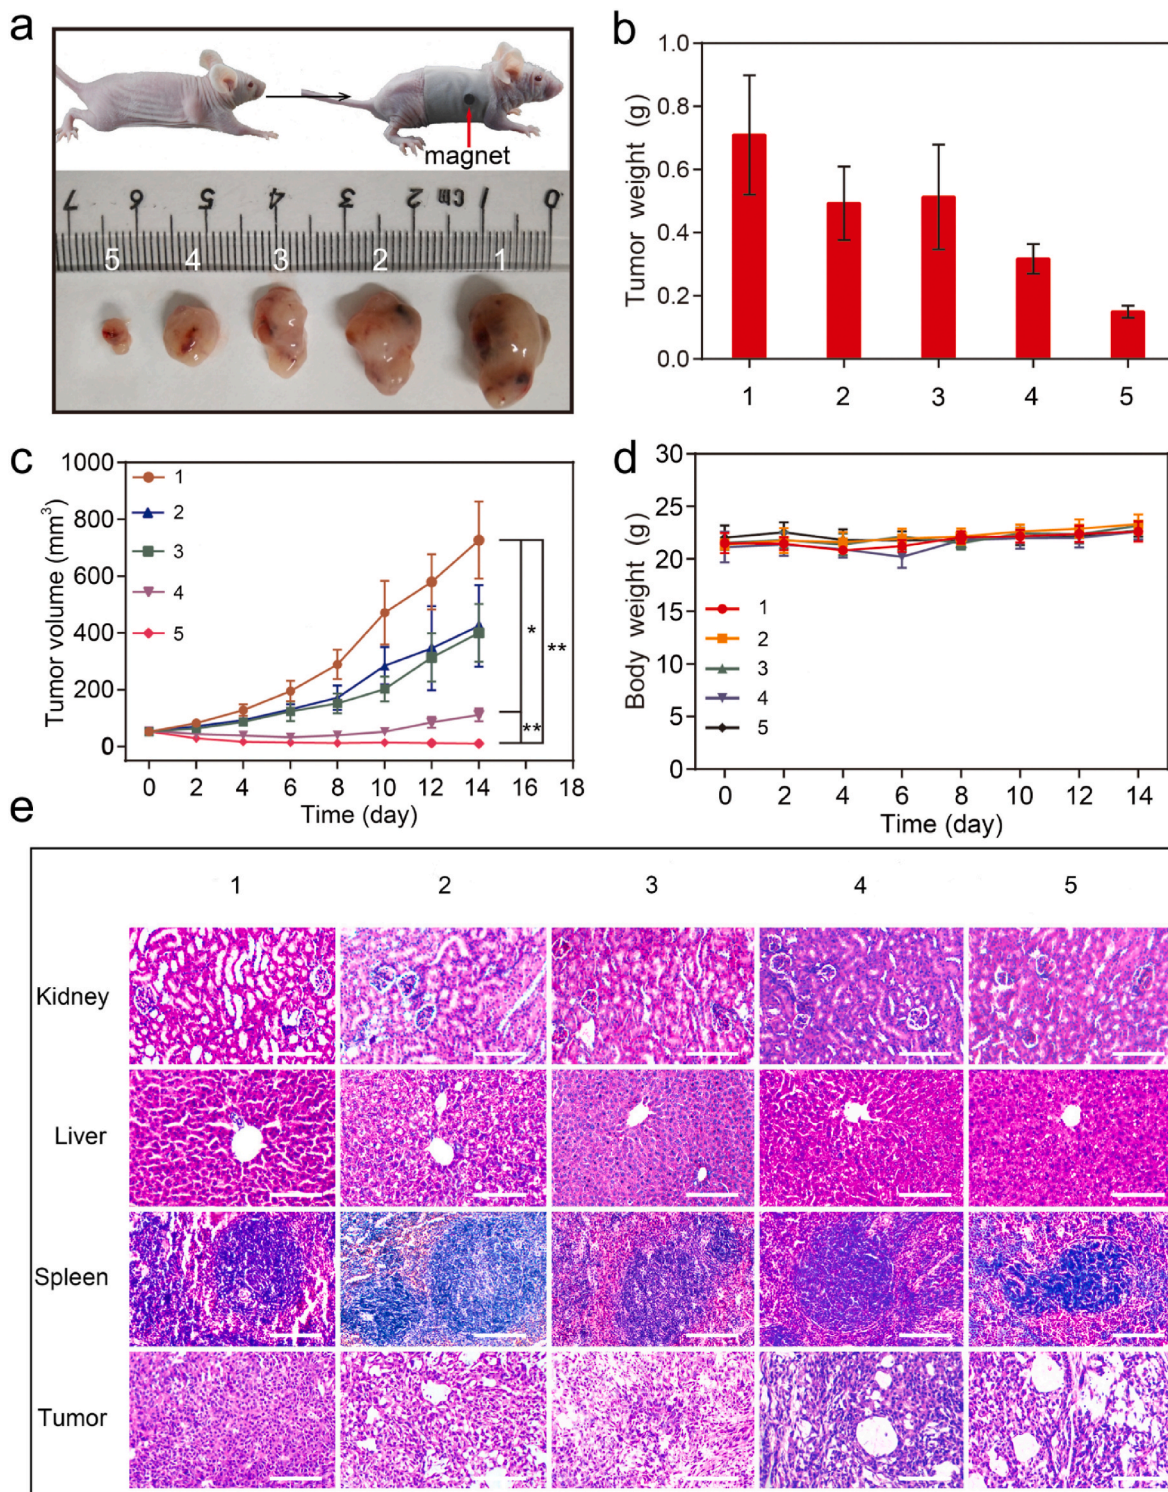 a
magnet
7 6 5 4 3 2 cm 1 0
5 4 3 2 1
b
Tumor weight (g)
1.0
0.8
0.6
0.4
0.2
0.0
1 2 3 4 5
c
Tumor volume (mm³)
1000
800
600
400
200
0
1
2
3
4
5
*
**
**
0 2 4 6 8 10 12 14 16 18
Time (day)
d
Body weight (g)
30
25
20
15
10
5
0
1
2
3
4
5
0 2 4 6 8 10 12 14
Time (day)
e
1 2 3 4 5
Kidney
Liver
Spleen
Tumor